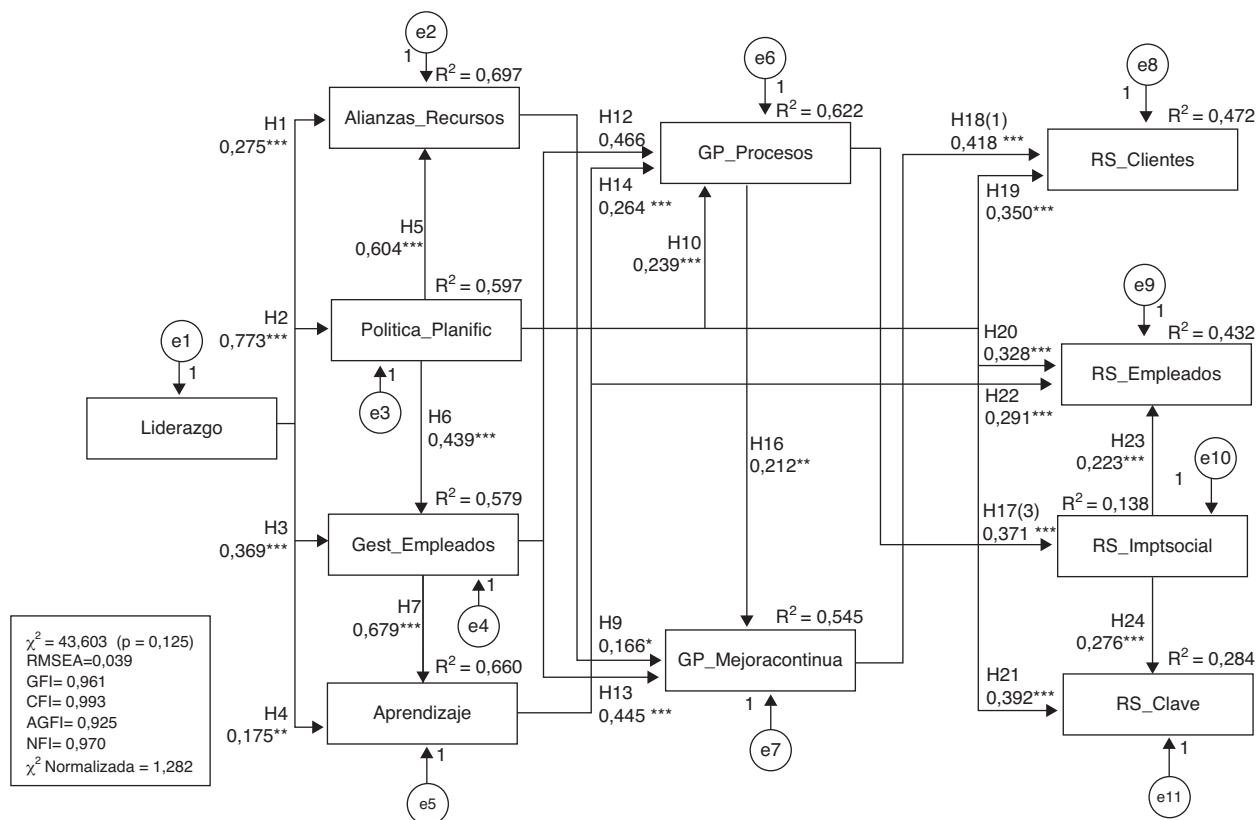 e2
1
R² = 0,697
Alianzas_Recursos
H1
0,275***
H5
0,604***
R² = 0,597
Politica_Planific
H2
0,773***
e1
1
Liderazgo
1
e3
H6
0,439***
R² = 0,579
Gest_Empleados
H3
0,369***
1
e4
H7
0,679***
R² = 0,660
Aprendizaje
H4
0,175**
1
e5
χ² = 43,603 (p = 0,125)
RMSEA=0,039
GFI= 0,961
CFI= 0,993
AGFI= 0,925
NFI= 0,970
χ² Normalizada = 1,282
e6
1
R² = 0,622
GP_Procesos
H12
0,466
H14
0,264 ***
H10
0,239***
H16
0,212**
R² = 0,545
GP_Mejoracontinua
H9
0,166*
H13
0,445 ***
1
e7
e8
1
R² = 0,472
RS_Clientes
H18(1)
0,418 ***
H19
0,350***
e9
1
R² = 0,432
RS_Empleados
H20
0,328***
H22
0,291***
H23
0,223***
e10
1
R² = 0,138
RS_Imptsocial
H17(3)
0,371 ***
H24
0,276***
R² = 0,284
RS_Clave
H21
0,392***
1
e11